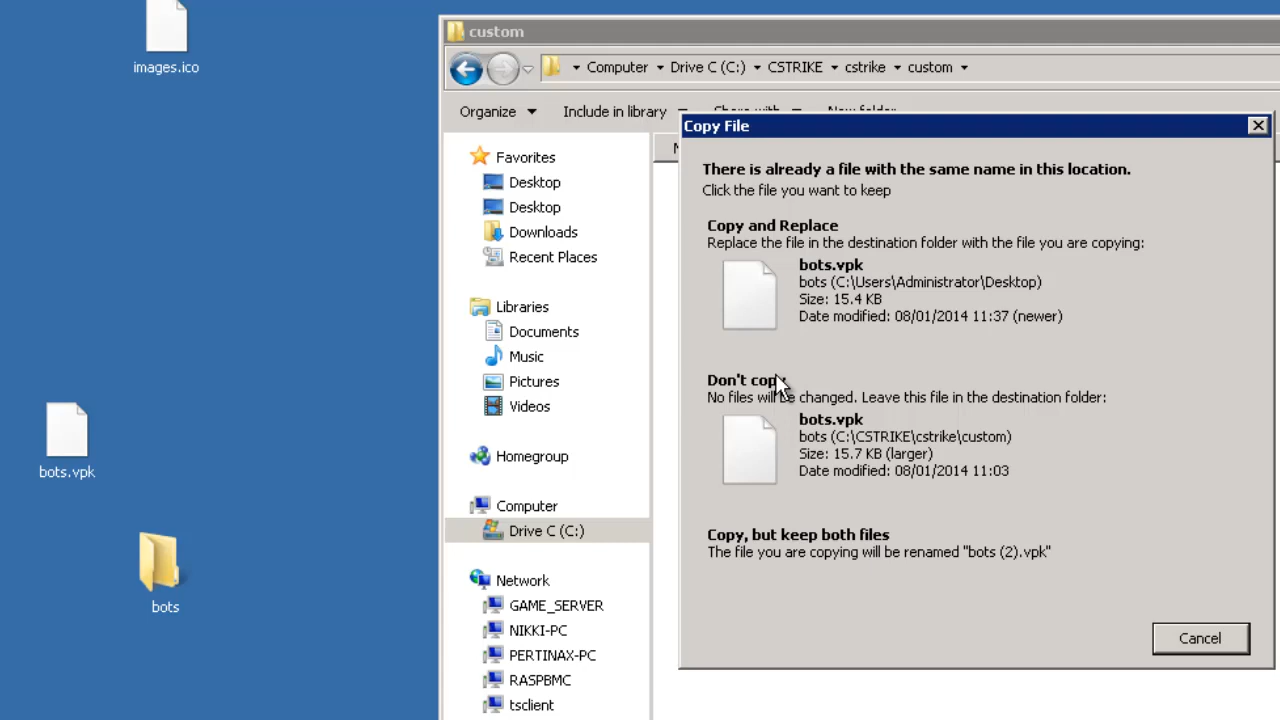 images.ico
bots.vpk
bots
custom
Computer
Drive C (C:)
CSTRIKE
cstrike
custom
Organize
Include in library
Share with
New folder
Favorites
Desktop
Desktop
Downloads
Recent Places
Libraries
Documents
Music
Pictures
Videos
Homegroup
Computer
Drive C (C:)
Network
GAME_SERVER
NIKKI-PC
PERTINAX-PC
RASPBMC
tsclient
Copy File
There is already a file with the same name in this location.
Click the file you want to keep
Copy and Replace
Replace the file in the destination folder with the file you are copying:
bots.vpk
bots (C:\Users\Administrator\Desktop)
Size: 15.4 KB
Date modified: 08/01/2014 11:37 (newer)
Don't copy
No files will be changed. Leave this file in the destination folder:
bots.vpk
bots (C:\CSTRIKE\cstrike\custom)
Size: 15.7 KB (larger)
Date modified: 08/01/2014 11:03
Copy, but keep both files
The file you are copying will be renamed "bots (2).vpk"
Cancel